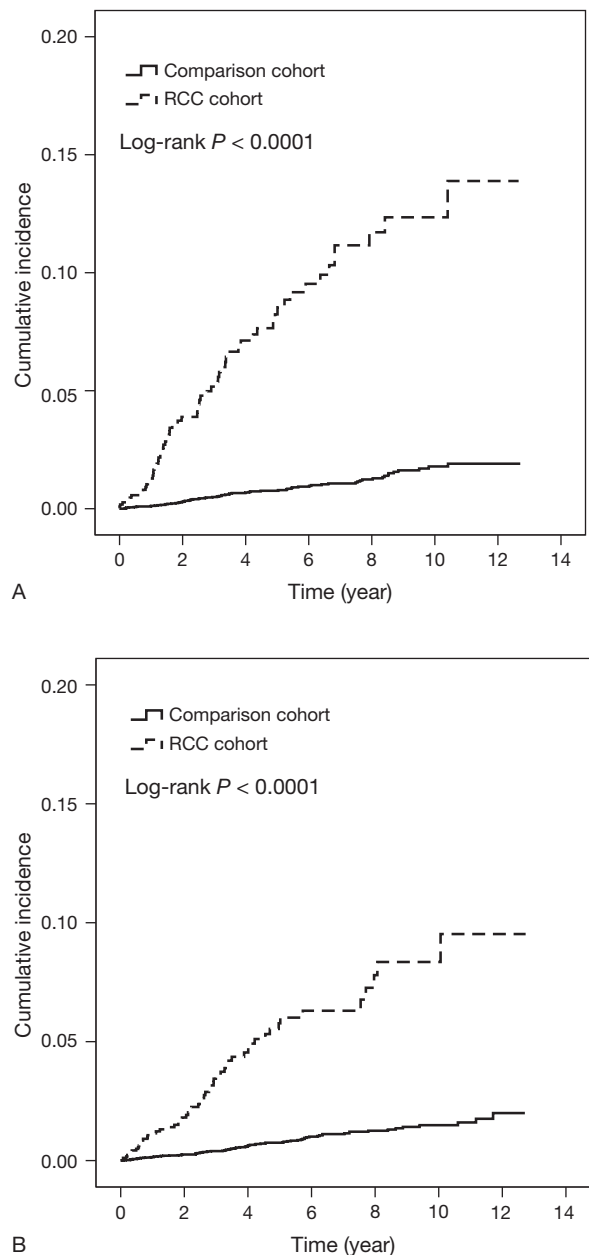 0.20
Comparison cohort
RCC cohort
Log-rank P < 0.0001
0.15
0.10
0.05
0.00
Cumulative incidence
0 2 4 6 8 10 12 14
Time (year)
A
0.20
Comparison cohort
RCC cohort
Log-rank P < 0.0001
0.15
0.10
0.05
0.00
Cumulative incidence
0 2 4 6 8 10 12 14
Time (year)
B